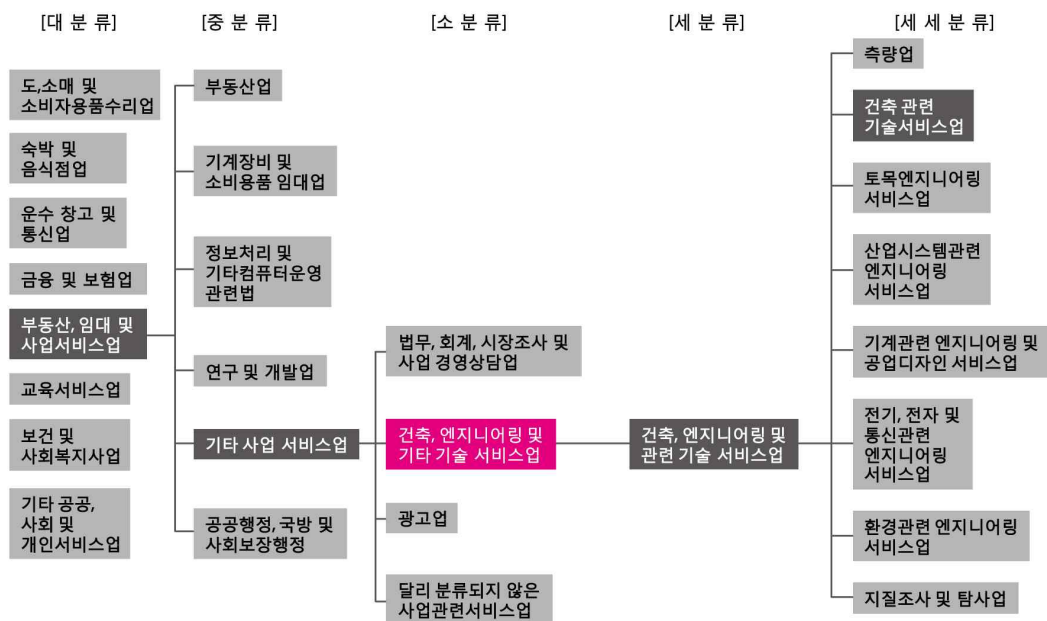 [대 분 류]
[중 분 류]
[소 분 류]
[세 분 류]
[세 세 분 류]
도,소매 및
소비자용품수리업
숙박 및
음식점업
운수 창고 및
통신업
금융 및 보험업
부동산, 임대 및
사업서비스업
교육서비스업
보건 및
사회복지사업
기타 공공,
사회 및
개인서비스업
부동산업
기계장비 및
소비용품 임대업
정보처리 및
기타컴퓨터운영
관련법
연구 및 개발업
기타 사업 서비스업
공공행정, 국방 및
사회보장행정
법무, 회계, 시장조사 및
사업 경영상담업
건축, 엔지니어링 및
기타 기술 서비스업
광고업
달리 분류되지 않은
사업관련서비스업
건축, 엔지니어링 및
관련 기술 서비스업
측량업
건축 관련
기술서비스업
토목엔지니어링
서비스업
산업시스템관련
엔지니어링
서비스업
기계관련 엔지니어링 및
공업디자인 서비스업
전기, 전자 및
통신관련
엔지니어링
서비스업
환경관련 엔지니어링
서비스업
지질조사 및 탐사업